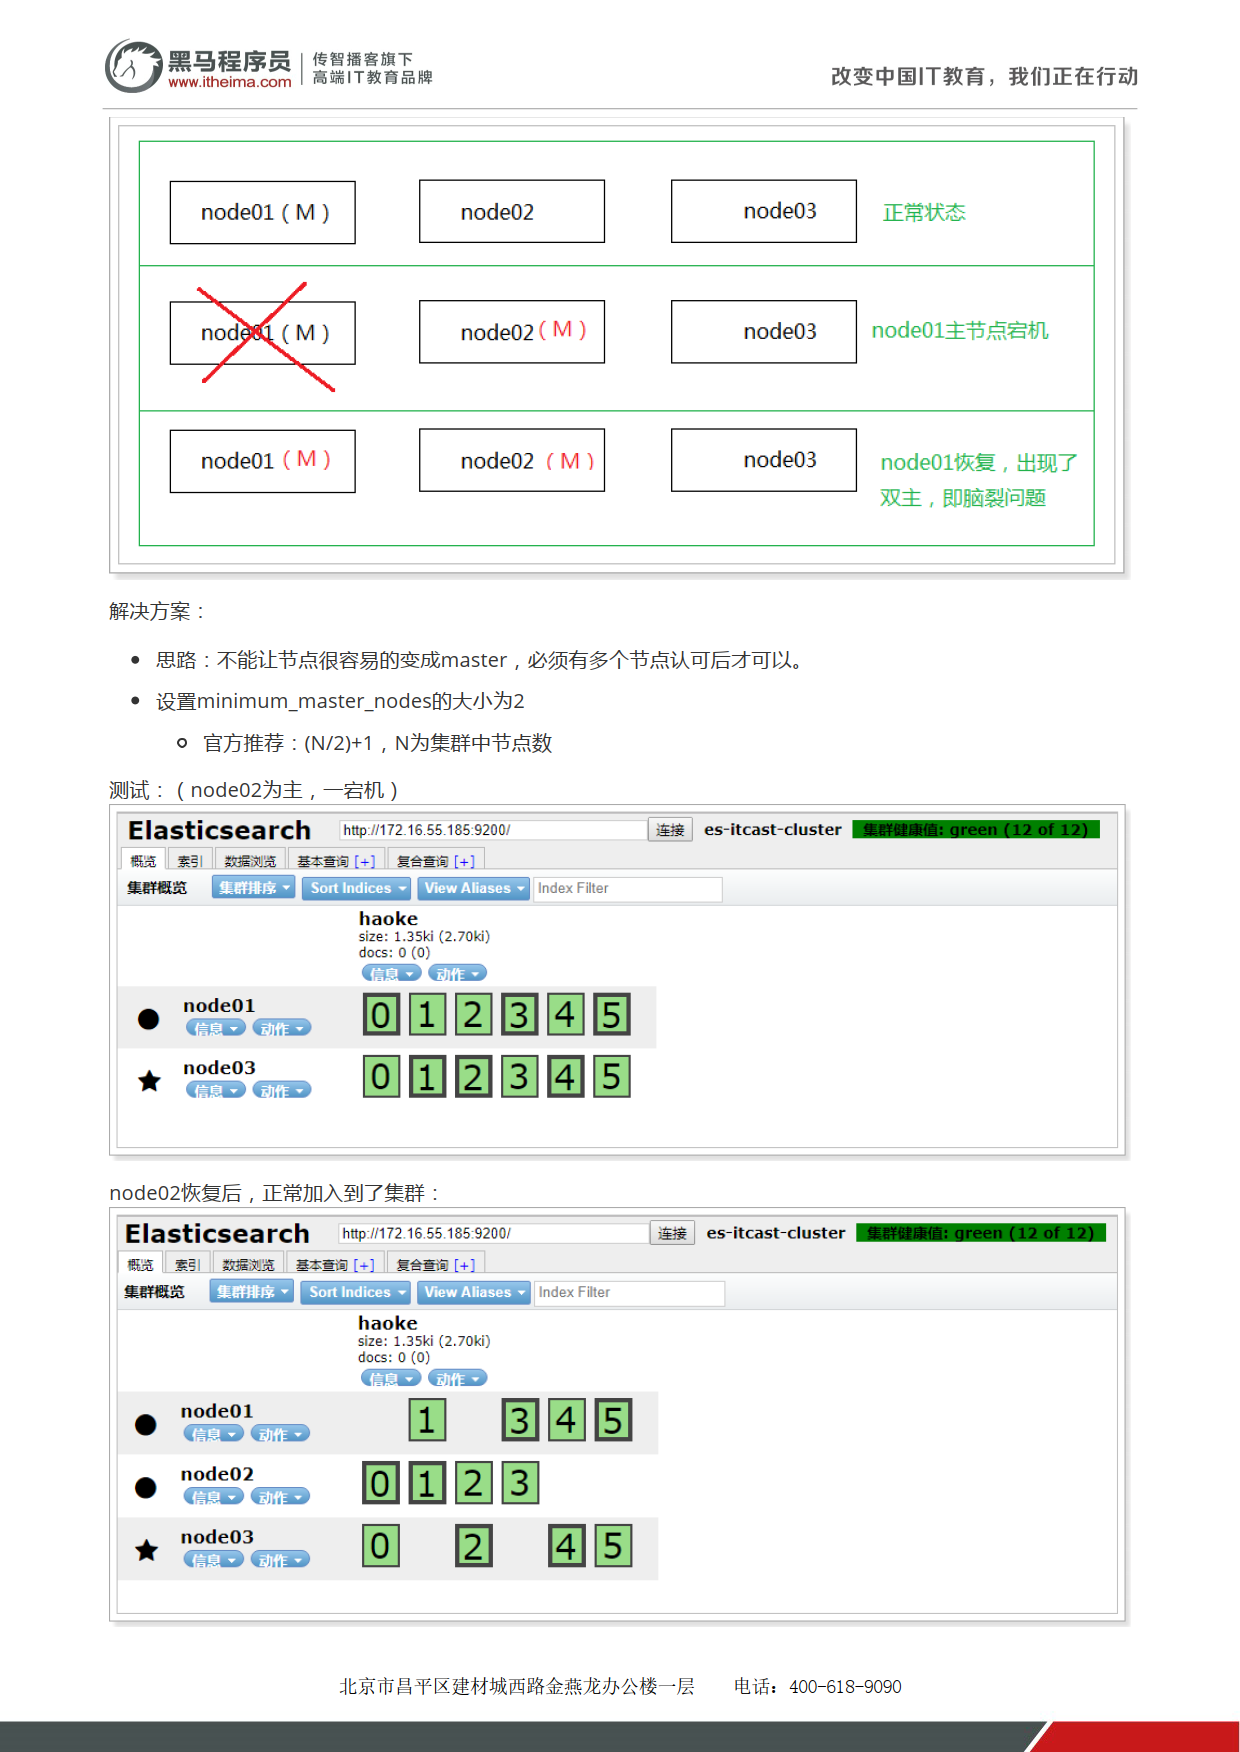 黑马程序员
www.itheima.com
传智播客旗下
高端IT教育品牌
改变中国IT教育，我们正在行动
node01（M）
node02
node03
正常状态
node01（M）
node02（M）
node03
node01主节点宕机
node01（M）
node02（M）
node03
node01恢复，出现了
双主，即脑裂问题
解决方案：
思路：不能让节点很容易的变成master，必须有多个节点认可后才可以。
设置minimum_master_nodes的大小为2
官方推荐：(N/2)+1，N为集群中节点数
测试：（node02为主，一宕机）
Elasticsearch http://172.16.55.185:9200/ 连接 es-itcast-cluster 集群健康值: green (12 of 12)
概览 索引 数据浏览 基本查询 [+] 复合查询 [+]
集群概览 集群排序 Sort Indices View Aliases Index Filter
haoke
size: 1.35ki (2.70ki)
docs: 0 (0)
信息 动作
node01
信息 动作
0 1 2 3 4 5
node03
信息 动作
0 1 2 3 4 5
node02恢复后，正常加入到了集群：
Elasticsearch http://172.16.55.185:9200/ 连接 es-itcast-cluster 集群健康值: green (12 of 12)
概览 索引 数据浏览 基本查询 [+] 复合查询 [+]
集群概览 集群排序 Sort Indices View Aliases Index Filter
haoke
size: 1.35ki (2.70ki)
docs: 0 (0)
信息 动作
node01
信息 动作
1 3 4 5
node02
信息 动作
0 1 2 3
node03
信息 动作
0 2 4 5
北京市昌平区建材城西路金燕龙办公楼一层 电话：400-618-9090